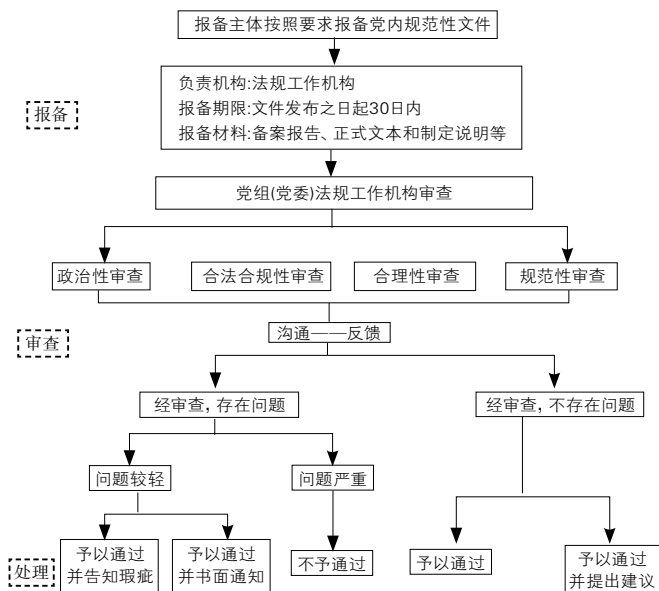 报备主体按照要求报备党内规范性文件
负责机构:法规工作机构
报备期限:文件发布之日起30日内
报备材料:备案报告、正式文本和制定说明等
报备
党组(党委)法规工作机构审查
政治性审查
合法合规性审查
合理性审查
规范性审查
沟通——反馈
审查
经审查,存在问题
经审查,不存在问题
问题较轻
问题严重
予以通过
并告知瑕疵
予以通过
并书面通知
不予通过
予以通过
予以通过
并提出建议
处理